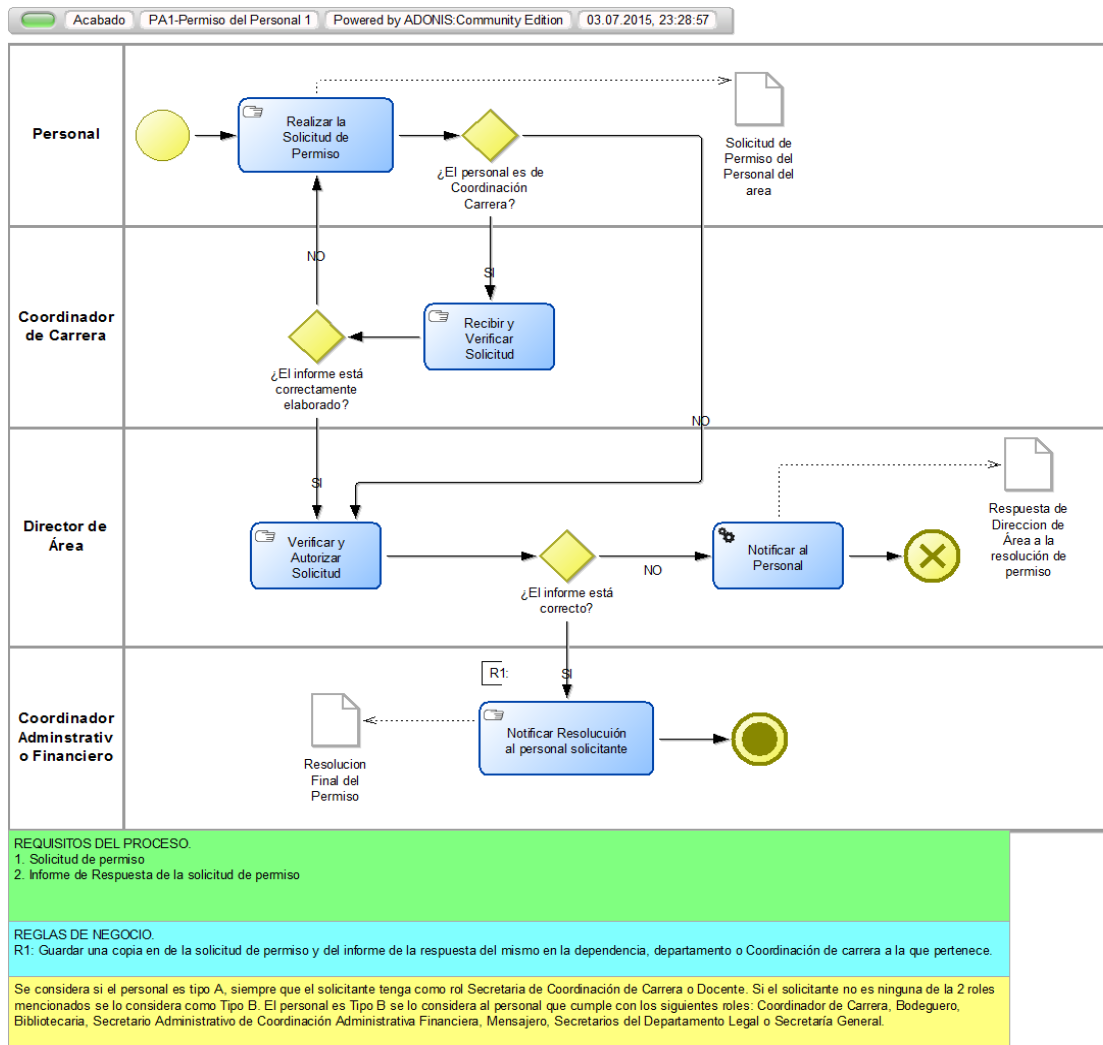 Acabado PA1-Permiso del Personal 1 Powered by ADONIS:Community Edition 03.07.2015, 23:28:57
Personal
Realizar la
Solicitud de
Permiso
¿El personal es de
Coordinación
Carrera?
Solicitud de
Permiso del
Personal del
area
NO
SI
Coordinador
de Carrera
Recibir y
Verificar
Solicitud
¿El informe está
correctamente
elaborado?
NO
SI
Director de
Área
Verificar y
Autorizar
Solicitud
¿El informe está
correcto?
NO
Notificar al
Personal
Respuesta de
Direccion de
Área a la
resolución de
permiso
R1:
SI
Coordinador
Adminstrativ
o Financiero
Notificar Resolucuión
al personal solicitante
Resolucion
Final del
Permiso
REQUISITOS DEL PROCESO.
1. Solicitud de permiso
2. Informe de Respuesta de la solicitud de permiso
REGLAS DE NEGOCIO.
R1: Guardar una copia en de la solicitud de permiso y del informe de la respuesta del mismo en la dependencia, departamento o Coordinación de carrera a la que pertenece.
Se considera si el personal es tipo A, siempre que el solicitante tenga como rol Secretaria de Coordinación de Carrera o Docente. Si el solicitante no es ninguna de la 2 roles
mencionados se lo considera como Tipo B. El personal es Tipo B se lo considera al personal que cumple con los siguientes roles: Coordinador de Carrera, Bodeguero,
Bibliotecaria, Secretario Administrativo de Coordinación Administrativa Financiera, Mensajero, Secretarios del Departamento Legal o Secretaría General.